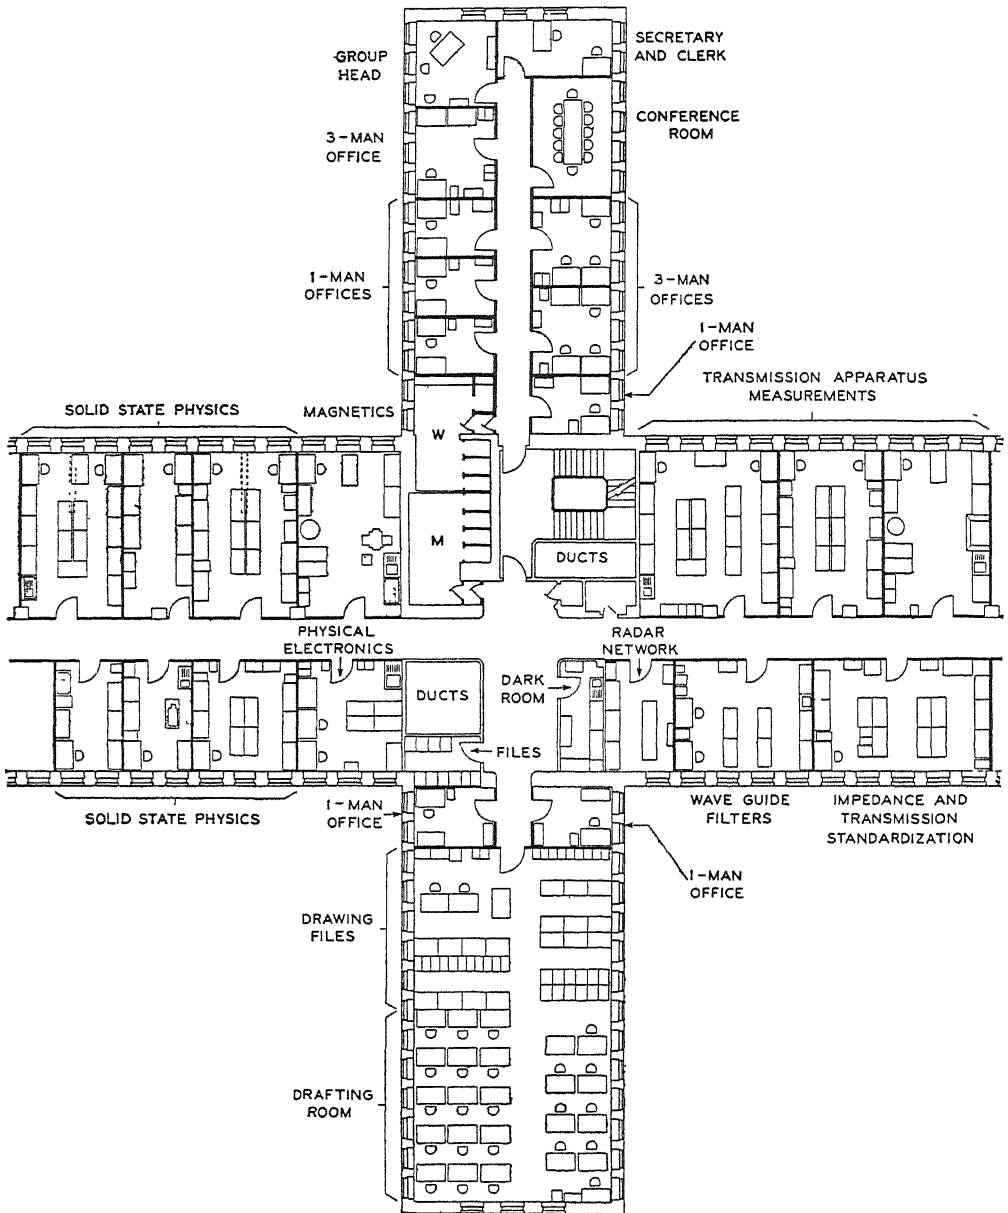 SECRETARY
AND CLERK
GROUP
HEAD
CONFERENCE
ROOM
3-MAN
OFFICE
1-MAN
OFFICES
3-MAN
OFFICES
1-MAN
OFFICE
TRANSMISSION APPARATUS
MEASUREMENTS
SOLID STATE PHYSICS
MAGNETICS
W
M
DUCTS
PHYSICAL
ELECTRONICS
RADAR
NETWORK
DUCTS
DARK
ROOM
FILES
SOLID STATE PHYSICS
1-MAN
OFFICE
WAVE GUIDE
FILTERS
IMPEDANCE AND
TRANSMISSION
STANDARDIZATION
1-MAN
OFFICE
DRAWING
FILES
DRAFTING
ROOM